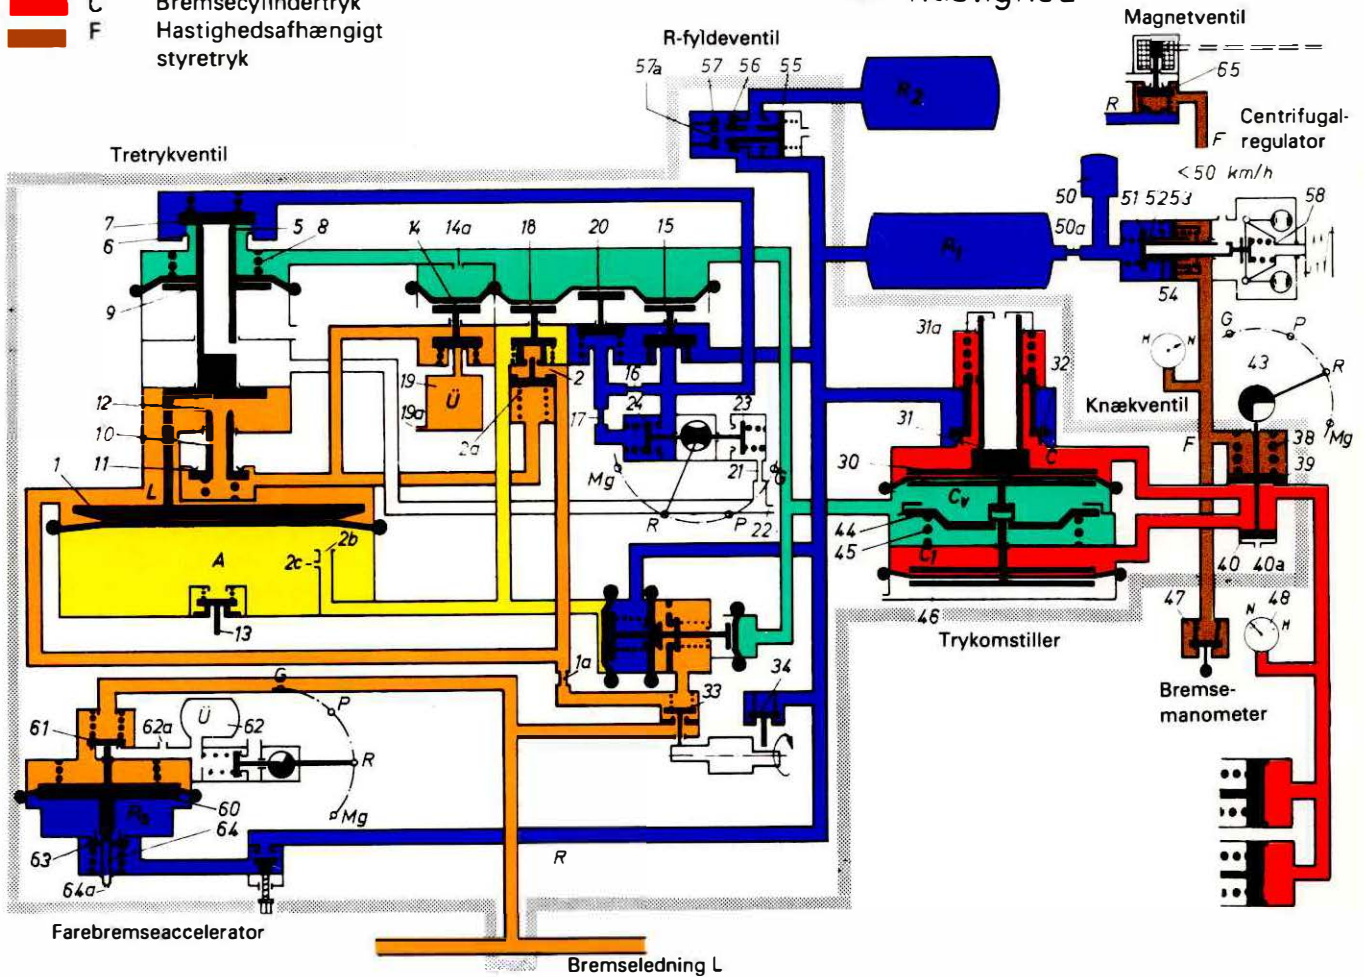 C Bremsecylindertryk
F Hastighedsafhængigt
styretryk
Magnetventil
R-fyldeventil
57a 57 56 55
R2
65
R
F
Centrifugal-
regulator
Tretrykventil
<50 km/h
50 51 52 53 58
50a
7 5 8 14 14a 18 20 15
6
R1
9
54
31a
G P
M N
43
32
R
19 Ü 2 16
12
19a 17 24 23
Knækventil
10
2a
31
C
F
38
Mg
11
Mg 21 G
30
39
1 L
R P 22
Cv
44
45
2b
2c
A
C1
40 40a
13
46
47 48
N M
Trykomstiller
1a
34
G
33
Bremse-
manometer
P
Ü
61 62a 62
R
60
Mg
63 64
R
64a
Farebremseaccelerator
Bremseledning L